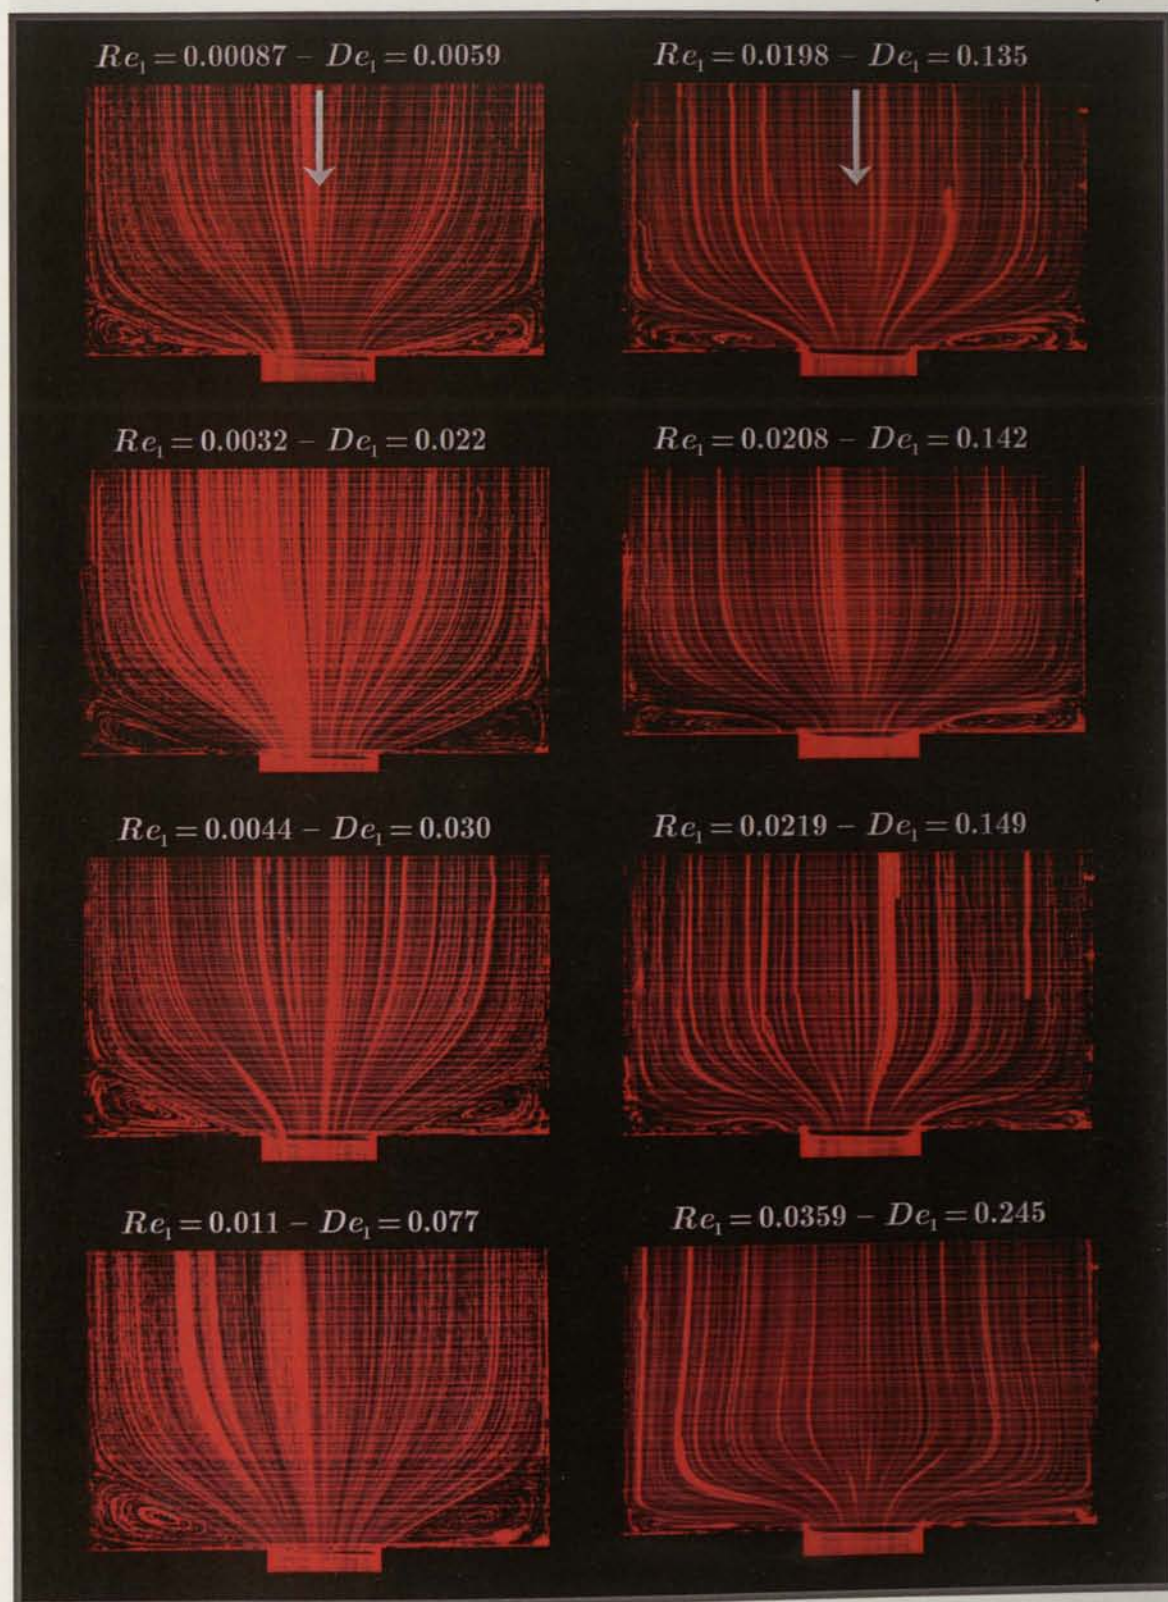 Re₁ = 0.00087 – De₁ = 0.0059
Re₁ = 0.0198 – De₁ = 0.135
Re₁ = 0.0032 – De₁ = 0.022
Re₁ = 0.0208 – De₁ = 0.142
Re₁ = 0.0044 – De₁ = 0.030
Re₁ = 0.0219 – De₁ = 0.149
Re₁ = 0.011 – De₁ = 0.077
Re₁ = 0.0359 – De₁ = 0.245